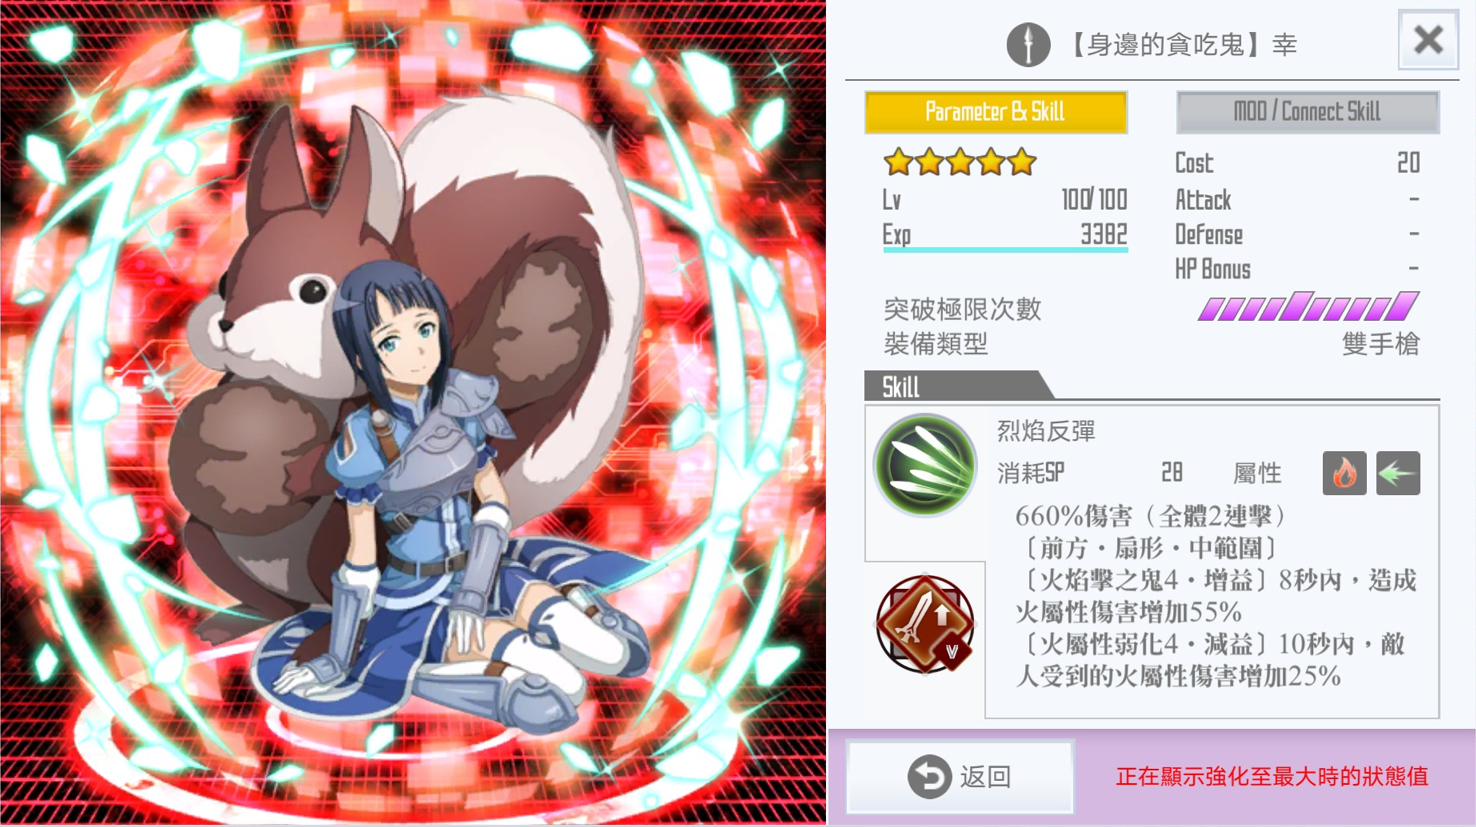 【身邊的貪吃鬼】幸
Parameter & Skill
MOD / Connect Skill
Lv 100/100
Exp 3382
突破極限次數
裝備類型 雙手槍
Cost 20
Attack -
Defense -
HP Bonus -
Skill
烈焰反彈
消耗SP 28 屬性
660%傷害（全體2連擊）
〔前方・扇形・中範圍〕
〔火焰擊之鬼4・增益〕8秒內，造成
火屬性傷害增加55%
〔火屬性弱化4・減益〕10秒內，敵
人受到的火屬性傷害增加25%
V
返回
正在顯示強化至最大時的狀態值